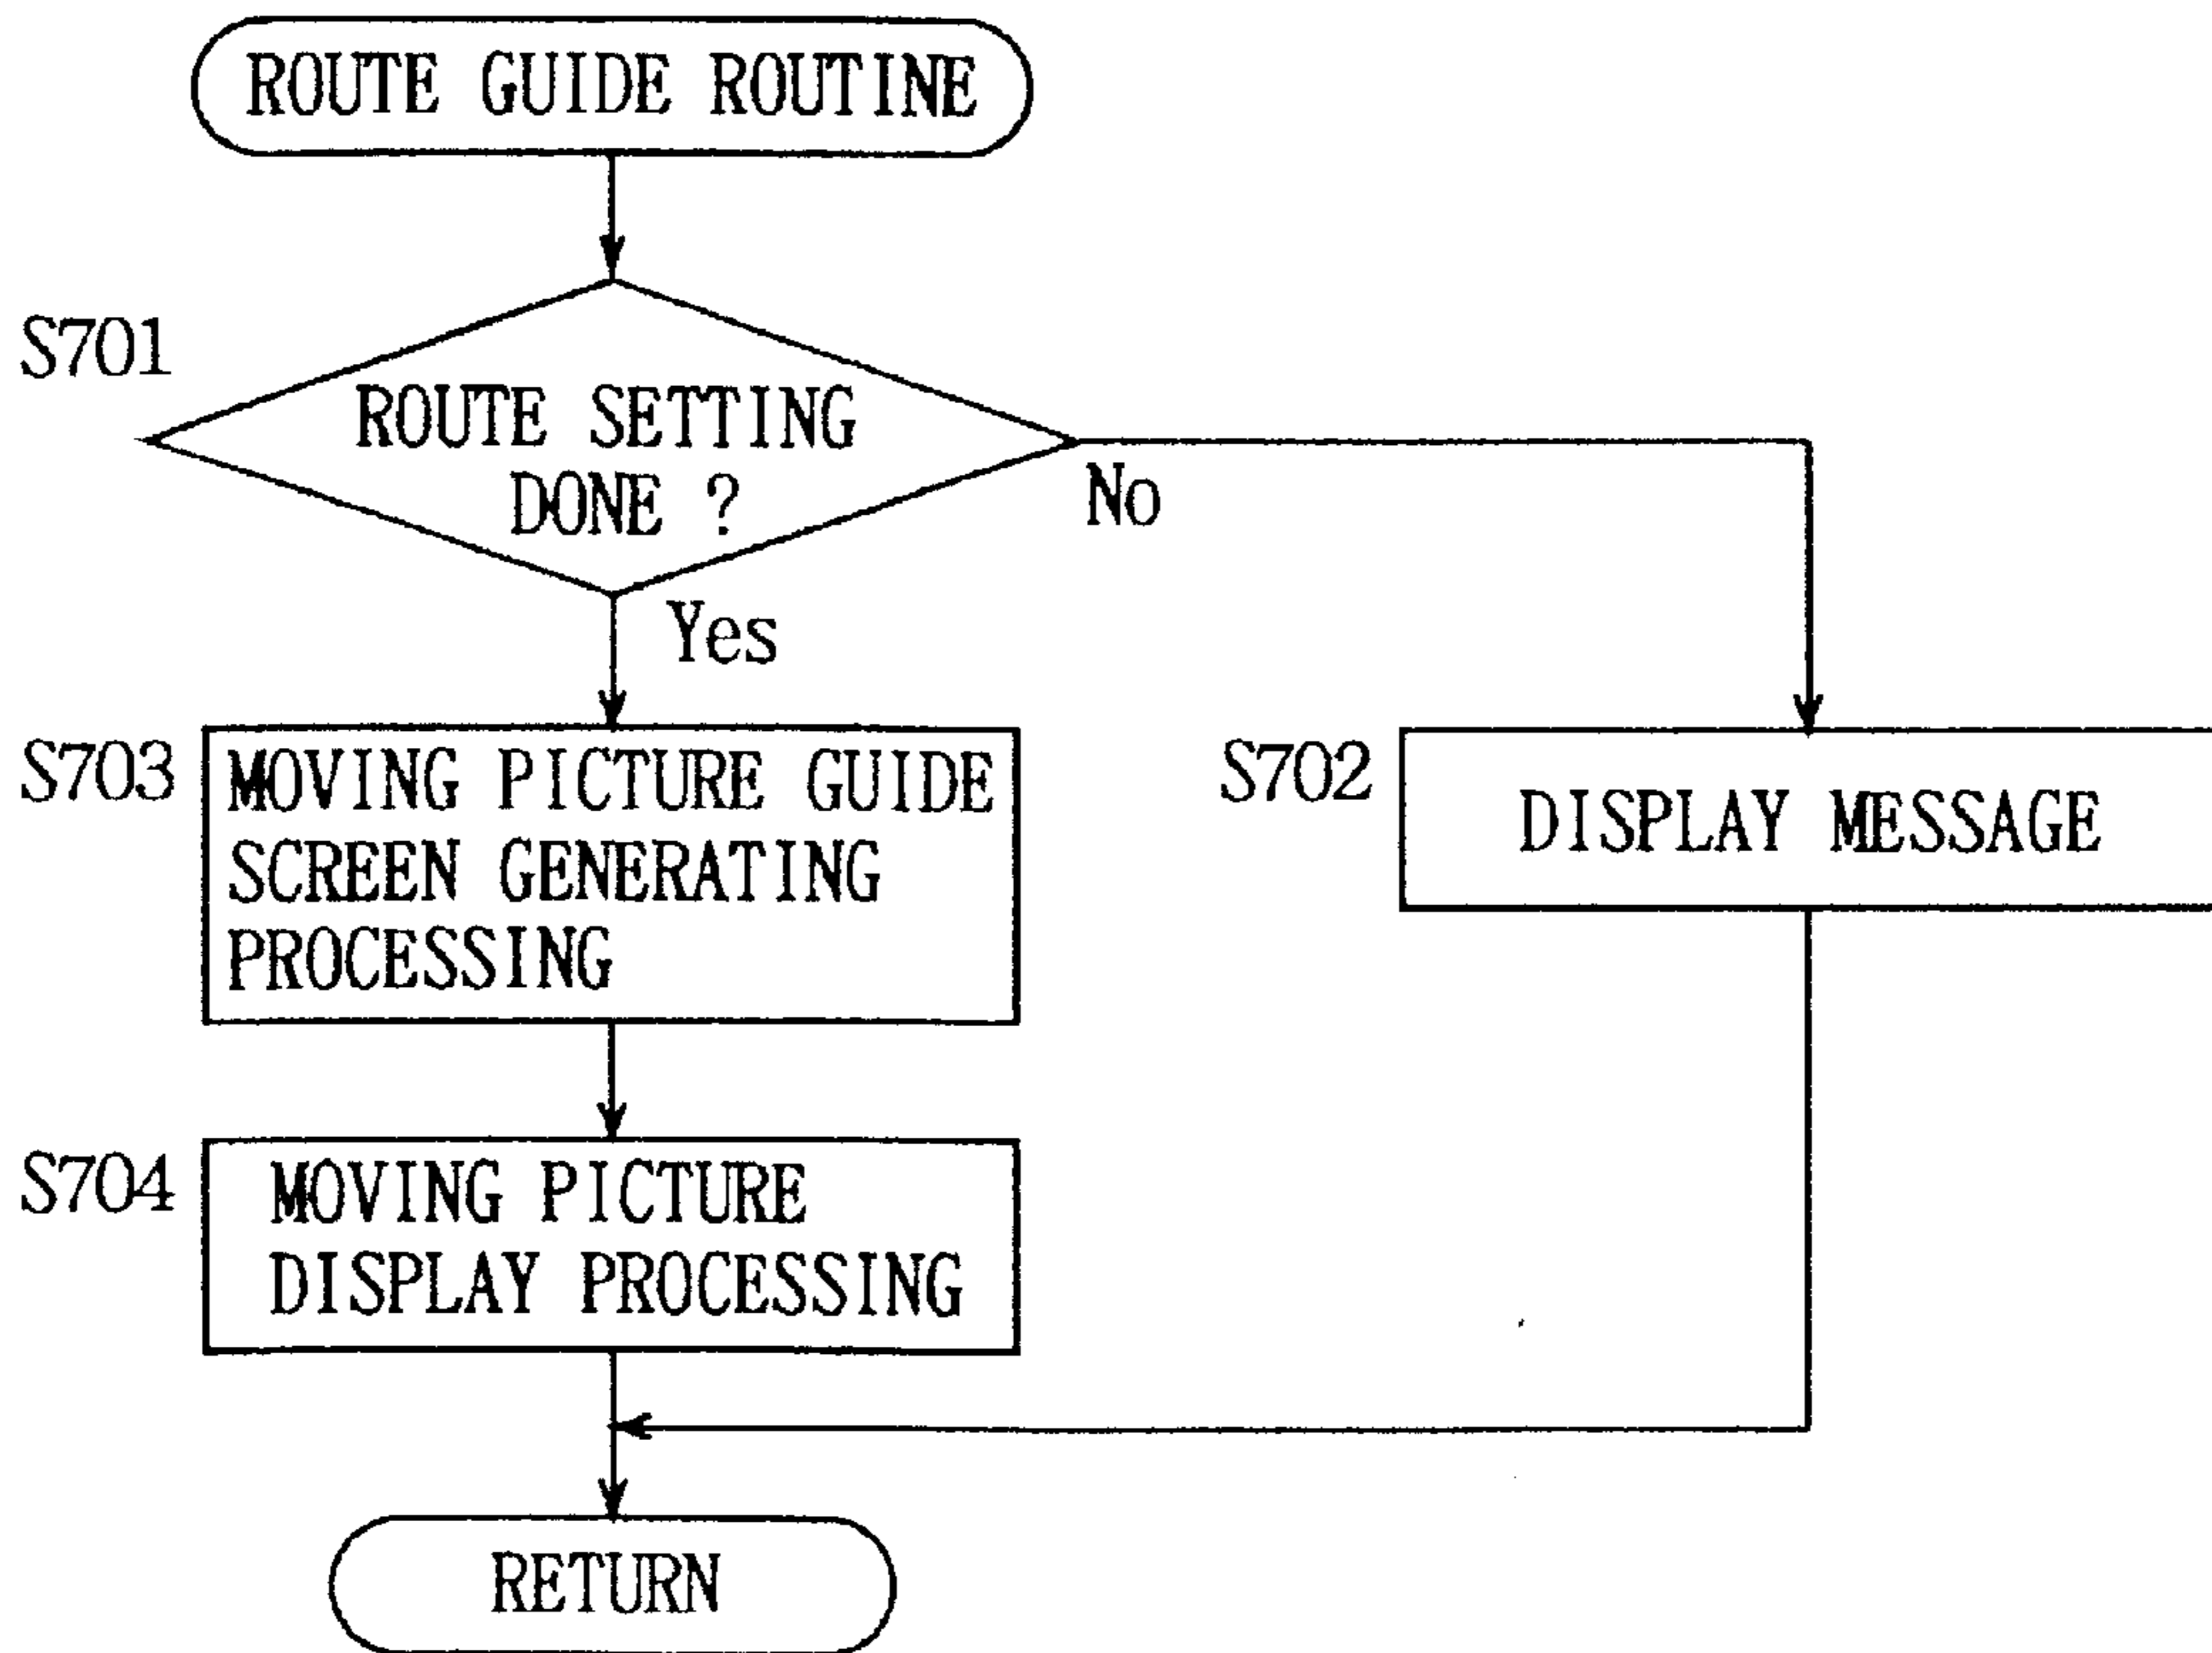 ROUTE GUIDE ROUTINE
S701
ROUTE SETTING
DONE ?
No
Yes
S703
MOVING PICTURE GUIDE
SCREEN GENERATING
PROCESSING
S702
DISPLAY MESSAGE
S704
MOVING PICTURE
DISPLAY PROCESSING
RETURN